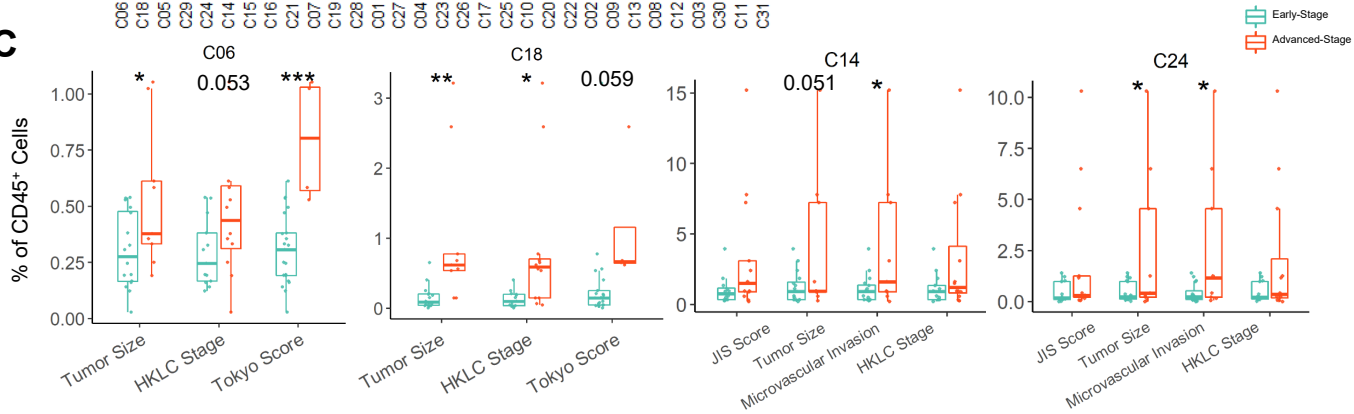 C06 C18 C29 C24 C14 C15 C16 C21 C07 C19 C28 C01 C27 C04 C23 C26 C17 C25 C10 C20 C22 C02 C09 C13 C08 C12 C03 C30 C11 C31
Early-Stage
Advanced-Stage
C
% of CD45⁺ Cells
C06
* 0.053 ***
1.00
0.75
0.50
0.25
0.00
Tumor Size
HKLC Stage
Tokyo Score
C18
** * 0.059
3
2
1
0
Tumor Size
HKLC Stage
Tokyo Score
C14
0.051 *
15
10
5
0
JIS Score
Tumor Size
Microvascular Invasion
HKLC Stage
C24
* *
10.0
7.5
5.0
2.5
0.0
JIS Score
Tumor Size
Microvascular Invasion
HKLC Stage